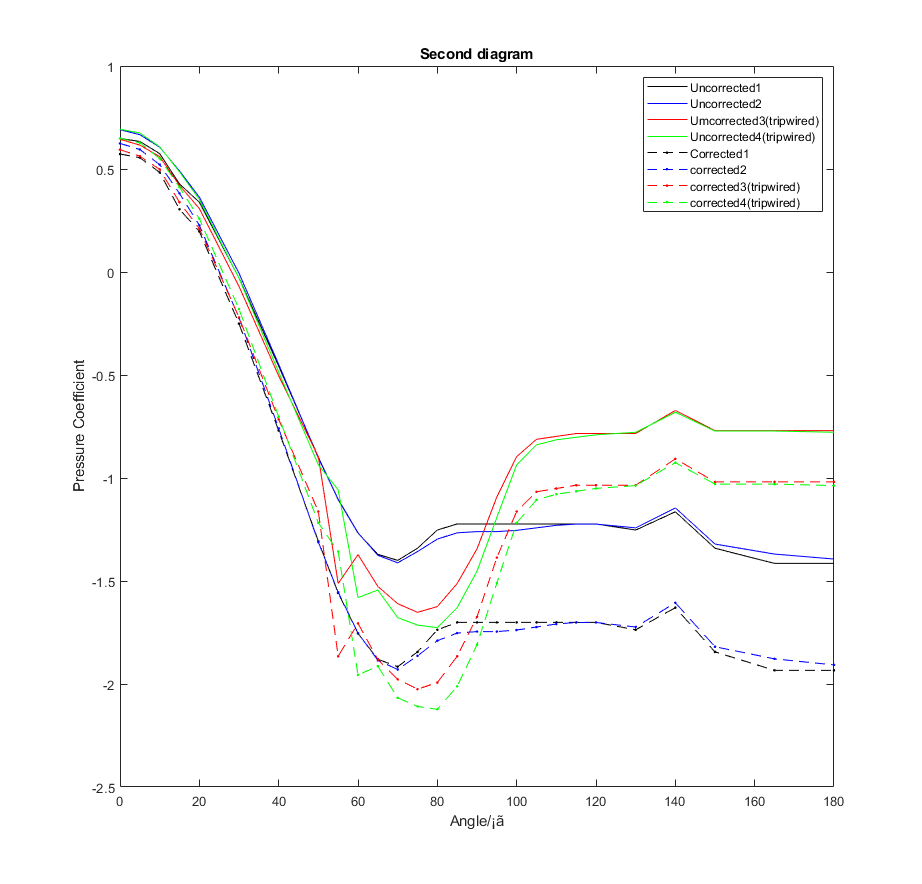 Second diagram
1
0.5
0
-0.5
-1
-1.5
-2
-2.5
Pressure Coefficient
Uncorrected1
Uncorrected2
Umcorrected3(tripwired)
Uncorrected4(tripwired)
Corrected1
corrected2
corrected3(tripwired)
corrected4(tripwired)
0 20 40 60 80 100 120 140 160 180
Angle/¡ã